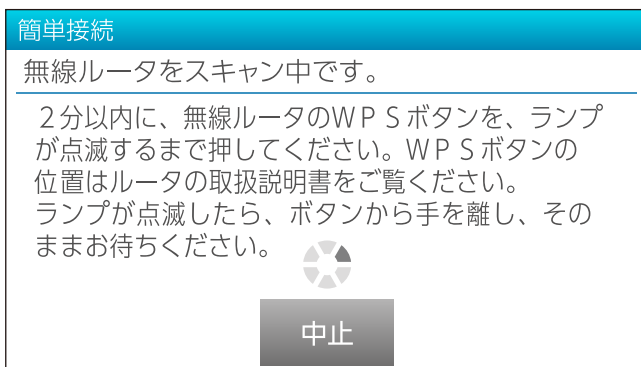 簡単接続
無線ルータをスキャン中です。
２分以内に、無線ルータのＷＰＳボタンを、ランプ
が点滅するまで押してください。ＷＰＳボタンの
位置はルータの取扱説明書をご覧ください。
ランプが点滅したら、ボタンから手を離し、その
ままお待ちください。
中止